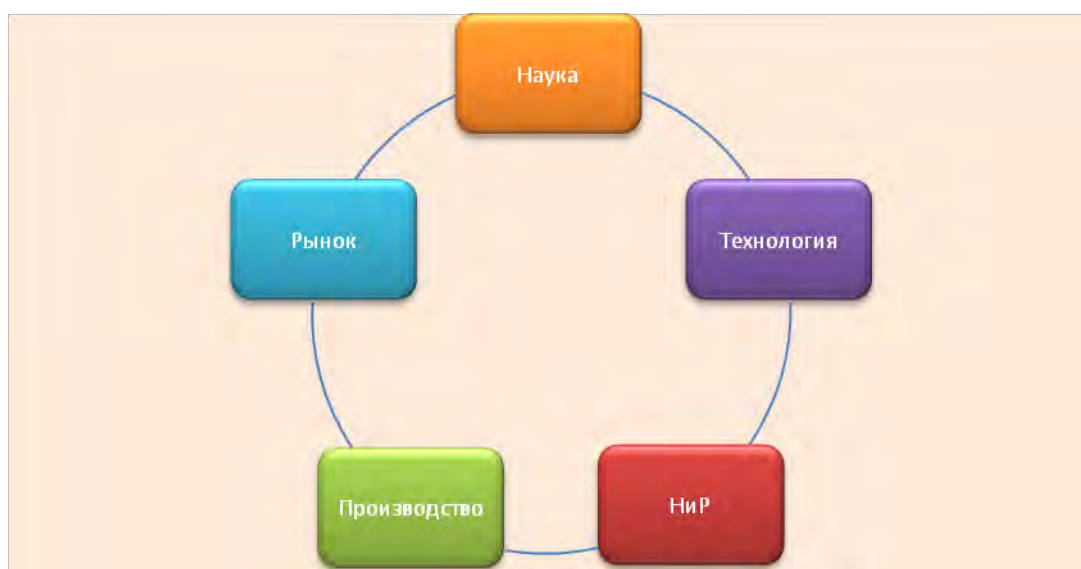 Наука
Рынок
Технология
Производство
НиР